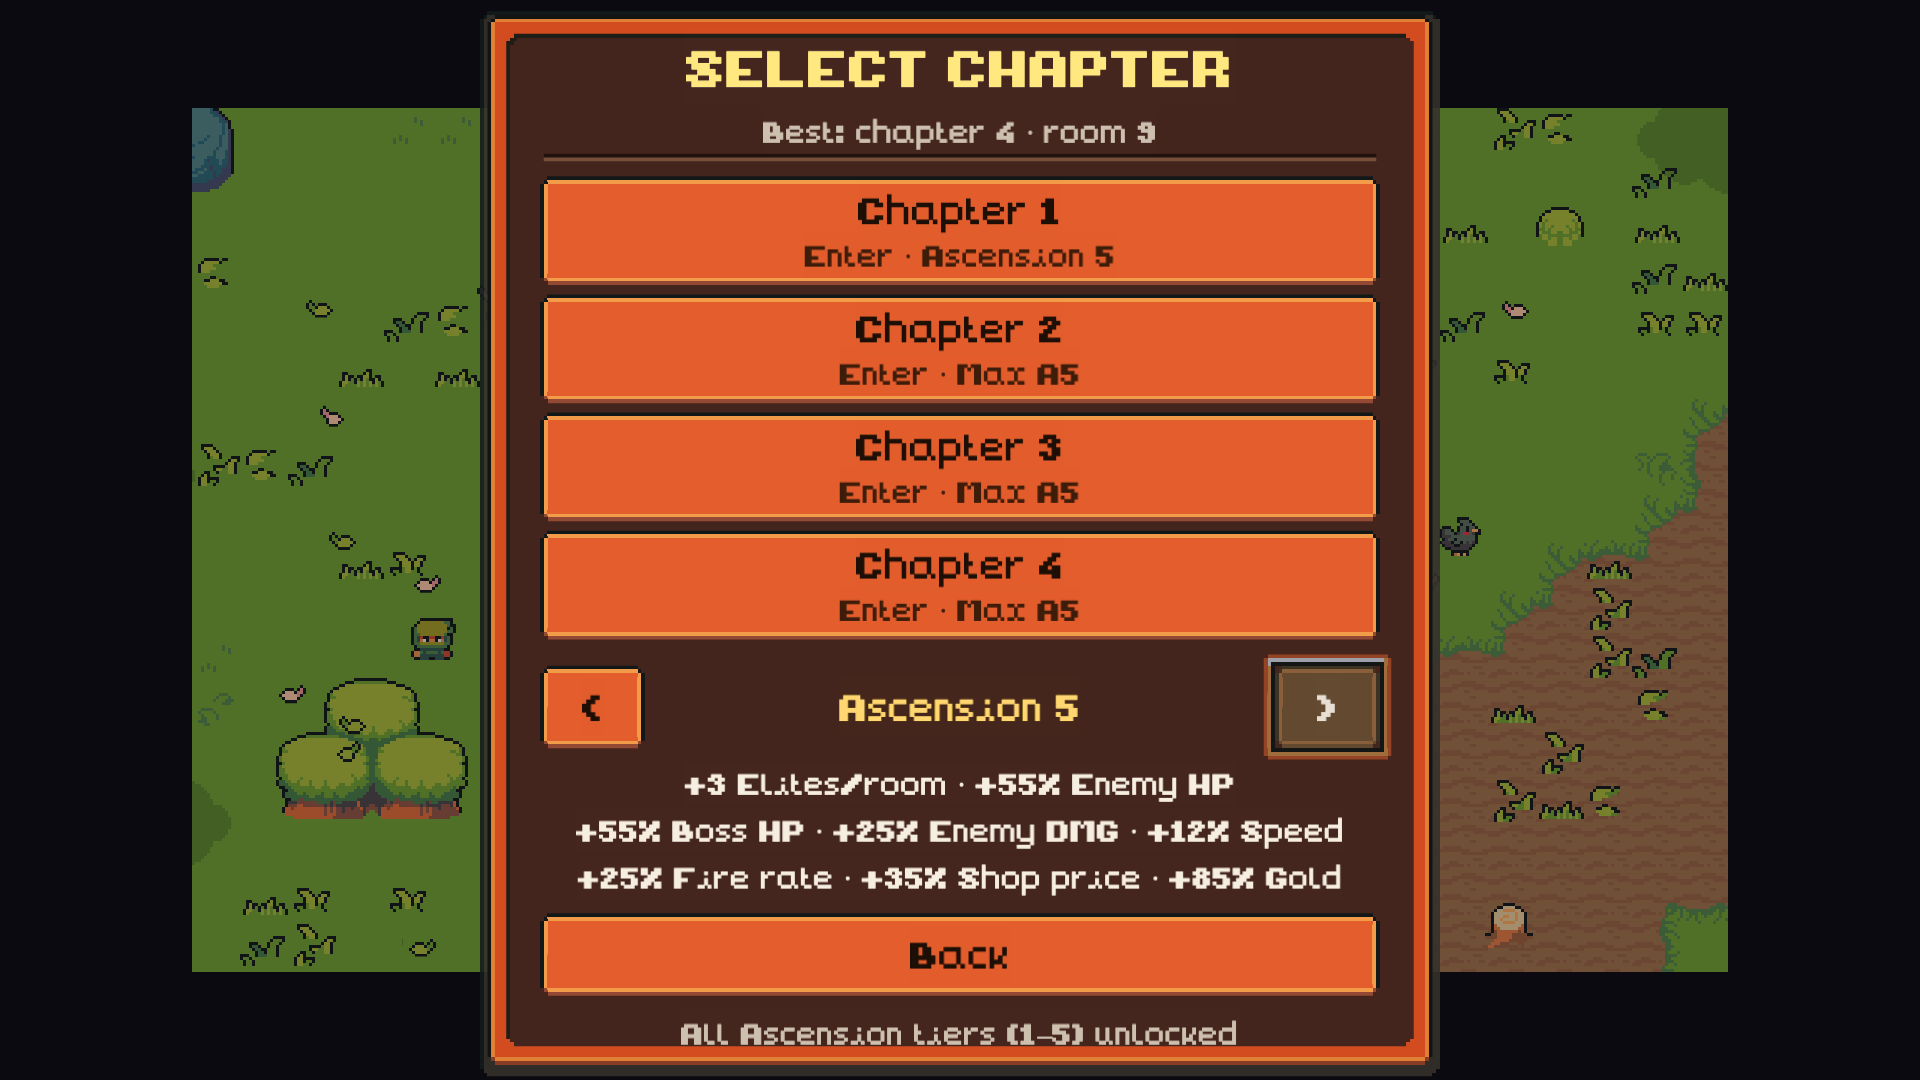 SELECT CHAPTER
Best: chapter 4 · room 9
Chapter 1
Enter · Ascension 5
Chapter 2
Enter · Max A5
Chapter 3
Enter · Max A5
Chapter 4
Enter · Max A5
< Ascension 5 >
+3 Elites/room · +55% Enemy HP
+55% Boss HP · +25% Enemy DMG · +12% Speed
+25% Fire rate · +35% Shop price · +85% Gold
Back
All Ascension tiers (1–5) unlocked